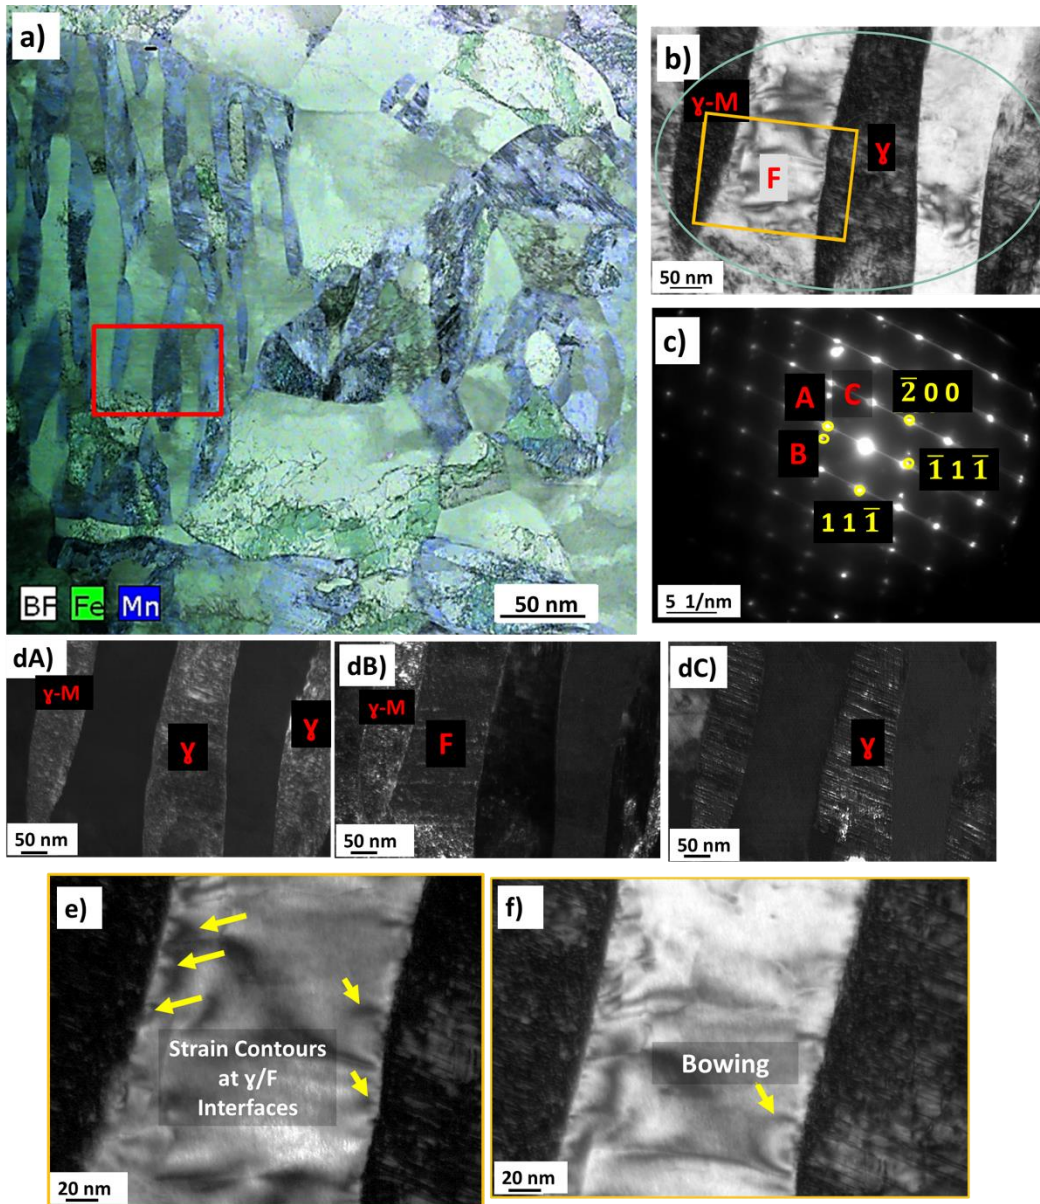 a)
BF Fe Mn
50 nm
b)
ɣ-M
F
ɣ
50 nm
c)
A
C
B
2̅ 0 0
1̅ 1 1̅
1 1 1̅
5 1/nm
dA)
ɣ-M
ɣ
ɣ
50 nm
dB)
ɣ-M
F
50 nm
dC)
ɣ
50 nm
e)
Strain Contours
at ɣ/F
Interfaces
20 nm
f)
Bowing
20 nm